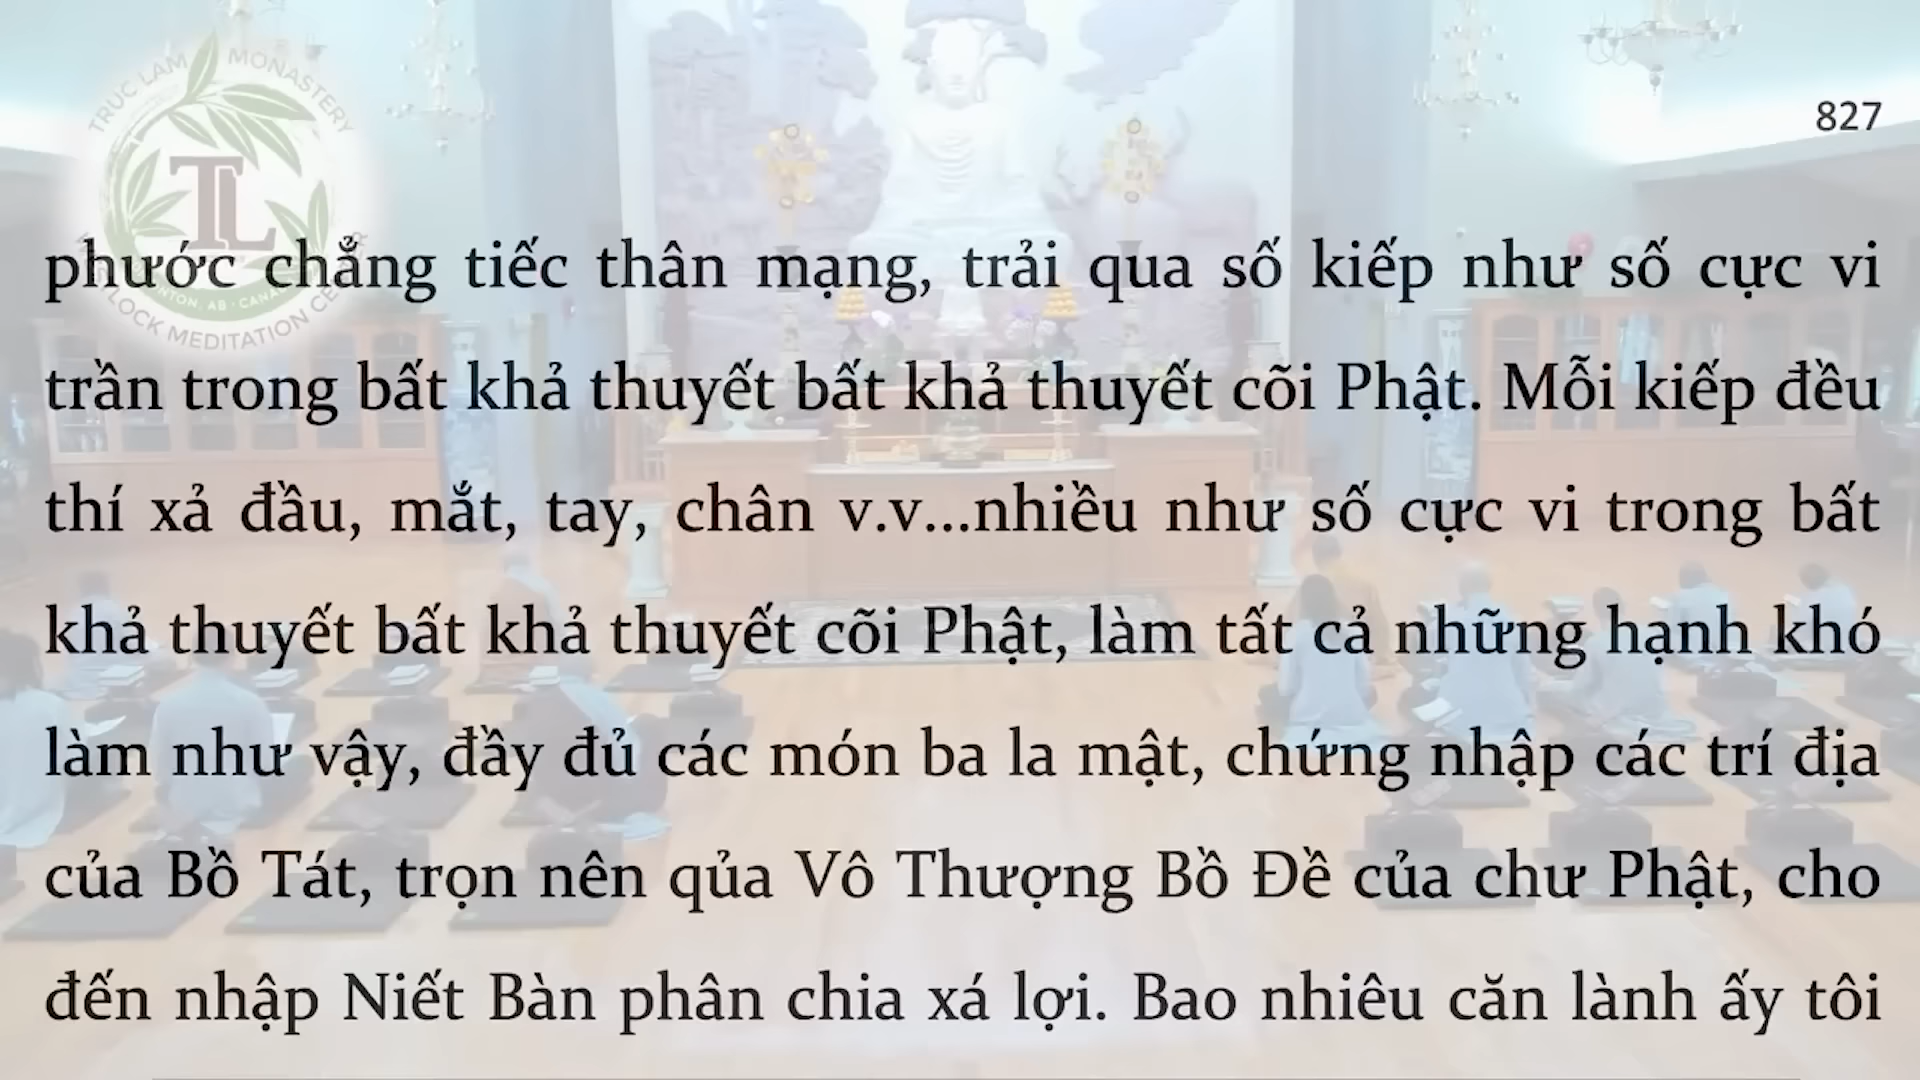 TRUC LAM MONASTERY
TL
827
phước chẳng tiếc thân mạng, trải qua số kiếp như số cực vi
trần trong bất khả thuyết bất khả thuyết cõi Phật. Mỗi kiếp đều
thí xả đầu, mắt, tay, chân v.v...nhiều như số cực vi trong bất
khả thuyết bất khả thuyết cõi Phật, làm tất cả những hạnh khó
làm như vậy, đầy đủ các món ba la mật, chứng nhập các trí địa
của Bồ Tát, trọn nên qủa Vô Thượng Bồ Đề của chư Phật, cho
đến nhập Niết Bàn phân chia xá lợi. Bao nhiêu căn lành ấy tôi
MEDITATION